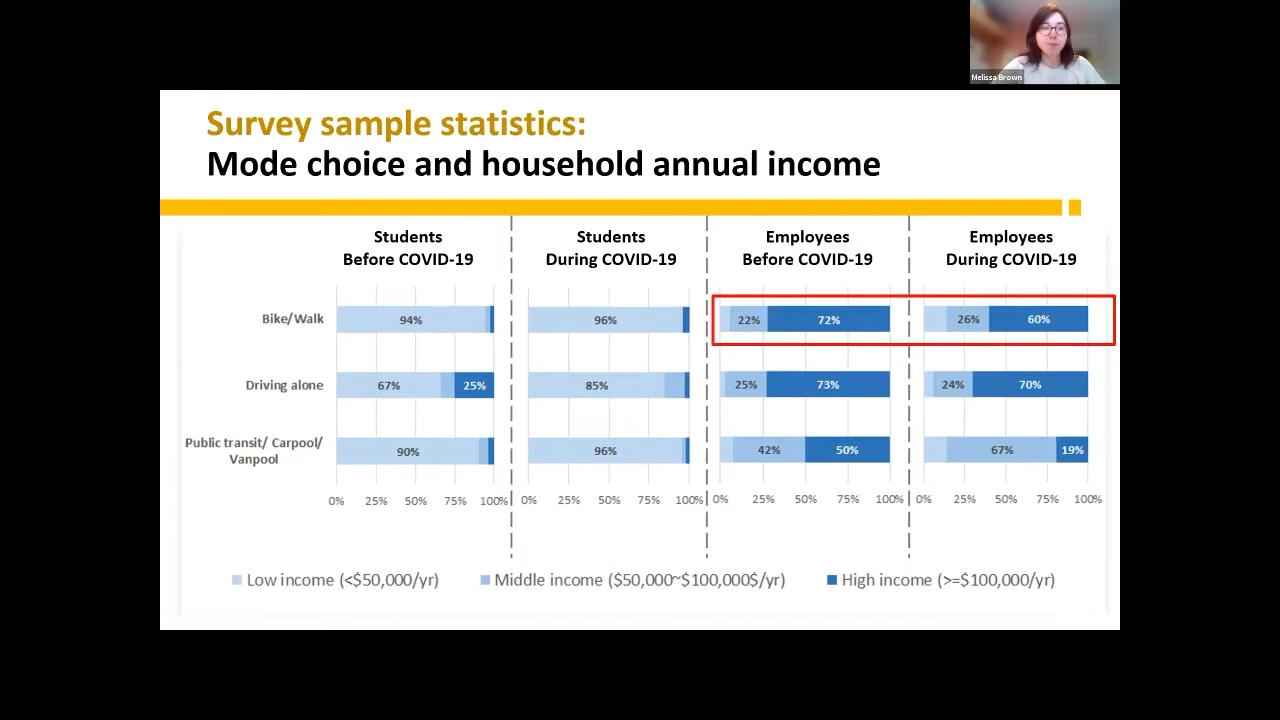 Melissa Brown
Survey sample statistics:
Mode choice and household annual income
Students
Before COVID-19
Students
During COVID-19
Employees
Before COVID-19
Employees
During COVID-19
Bike/Walk
94%
96%
22%
72%
26%
60%
Driving alone
67%
25%
85%
25%
73%
24%
70%
Public transit/ Carpool/
Vanpool
90%
96%
42%
50%
67%
19%
0% 25% 50% 75% 100%
0% 25% 50% 75% 100%
0% 25% 50% 75% 100%
0% 25% 50% 75% 100%
Low income (<$50,000/yr)
Middle income ($50,000~$100,000$/yr)
High income (>=$100,000/yr)